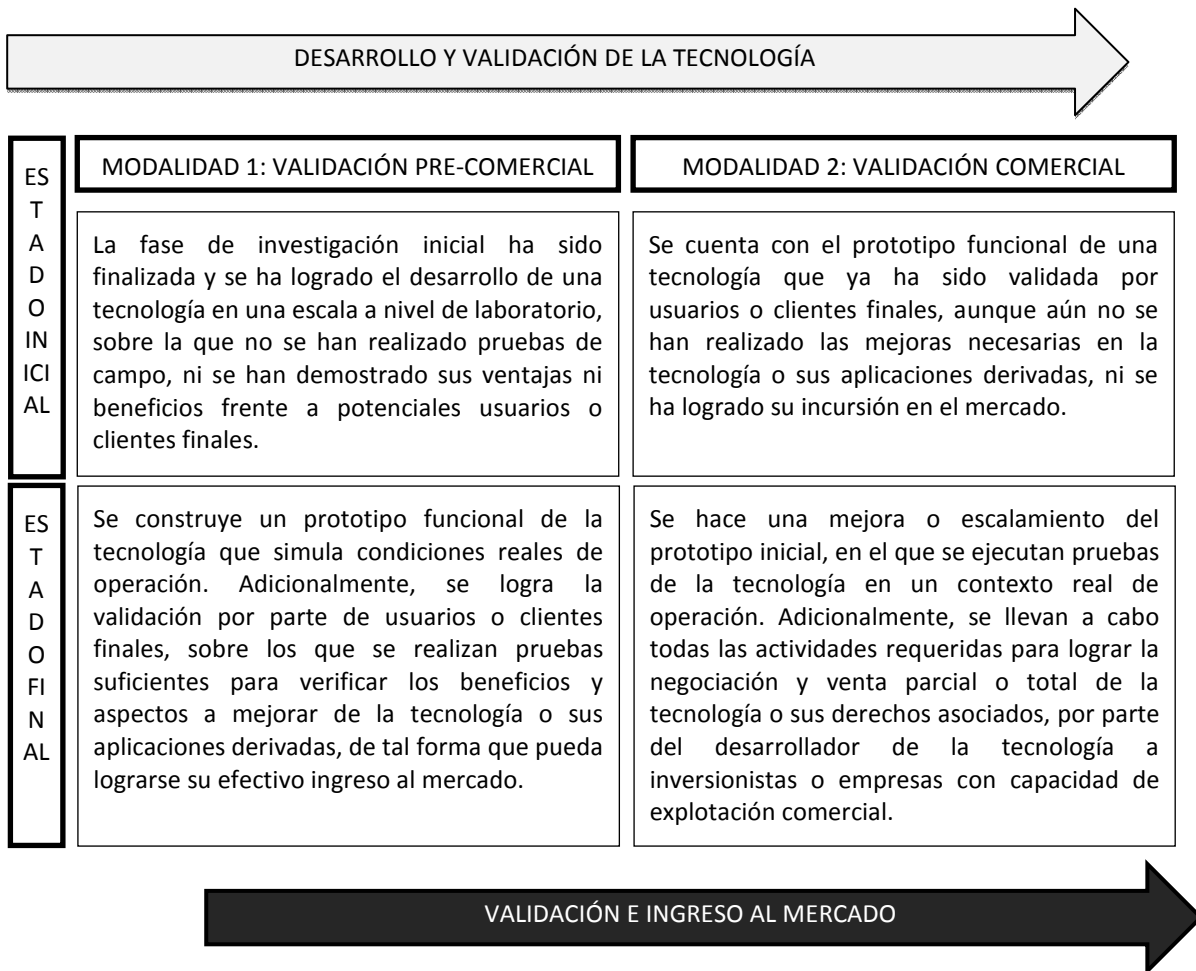 DESARROLLO Y VALIDACIÓN DE LA TECNOLOGÍA
ES
T
A
D
O
IN
ICI
AL
MODALIDAD 1: VALIDACIÓN PRE-COMERCIAL
La fase de investigación inicial ha sido
finalizada y se ha logrado el desarrollo de una
tecnología en una escala a nivel de laboratorio,
sobre la que no se han realizado pruebas de
campo, ni se han demostrado sus ventajas ni
beneficios frente a potenciales usuarios o
clientes finales.
MODALIDAD 2: VALIDACIÓN COMERCIAL
Se cuenta con el prototipo funcional de una
tecnología que ya ha sido validada por
usuarios o clientes finales, aunque aún no se
han realizado las mejoras necesarias en la
tecnología o sus aplicaciones derivadas, ni se
ha logrado su incursión en el mercado.
ES
T
A
D
O
FI
N
AL
Se construye un prototipo funcional de la
tecnología que simula condiciones reales de
operación. Adicionalmente, se logra la
validación por parte de usuarios o clientes
finales, sobre los que se realizan pruebas
suficientes para verificar los beneficios y
aspectos a mejorar de la tecnología o sus
aplicaciones derivadas, de tal forma que pueda
lograrse su efectivo ingreso al mercado.
Se hace una mejora o escalamiento del
prototipo inicial, en el que se ejecutan pruebas
de la tecnología en un contexto real de
operación. Adicionalmente, se llevan a cabo
todas las actividades requeridas para lograr la
negociación y venta parcial o total de la
tecnología o sus derechos asociados, por parte
del desarrollador de la tecnología a
inversionistas o empresas con capacidad de
explotación comercial.
VALIDACIÓN E INGRESO AL MERCADO